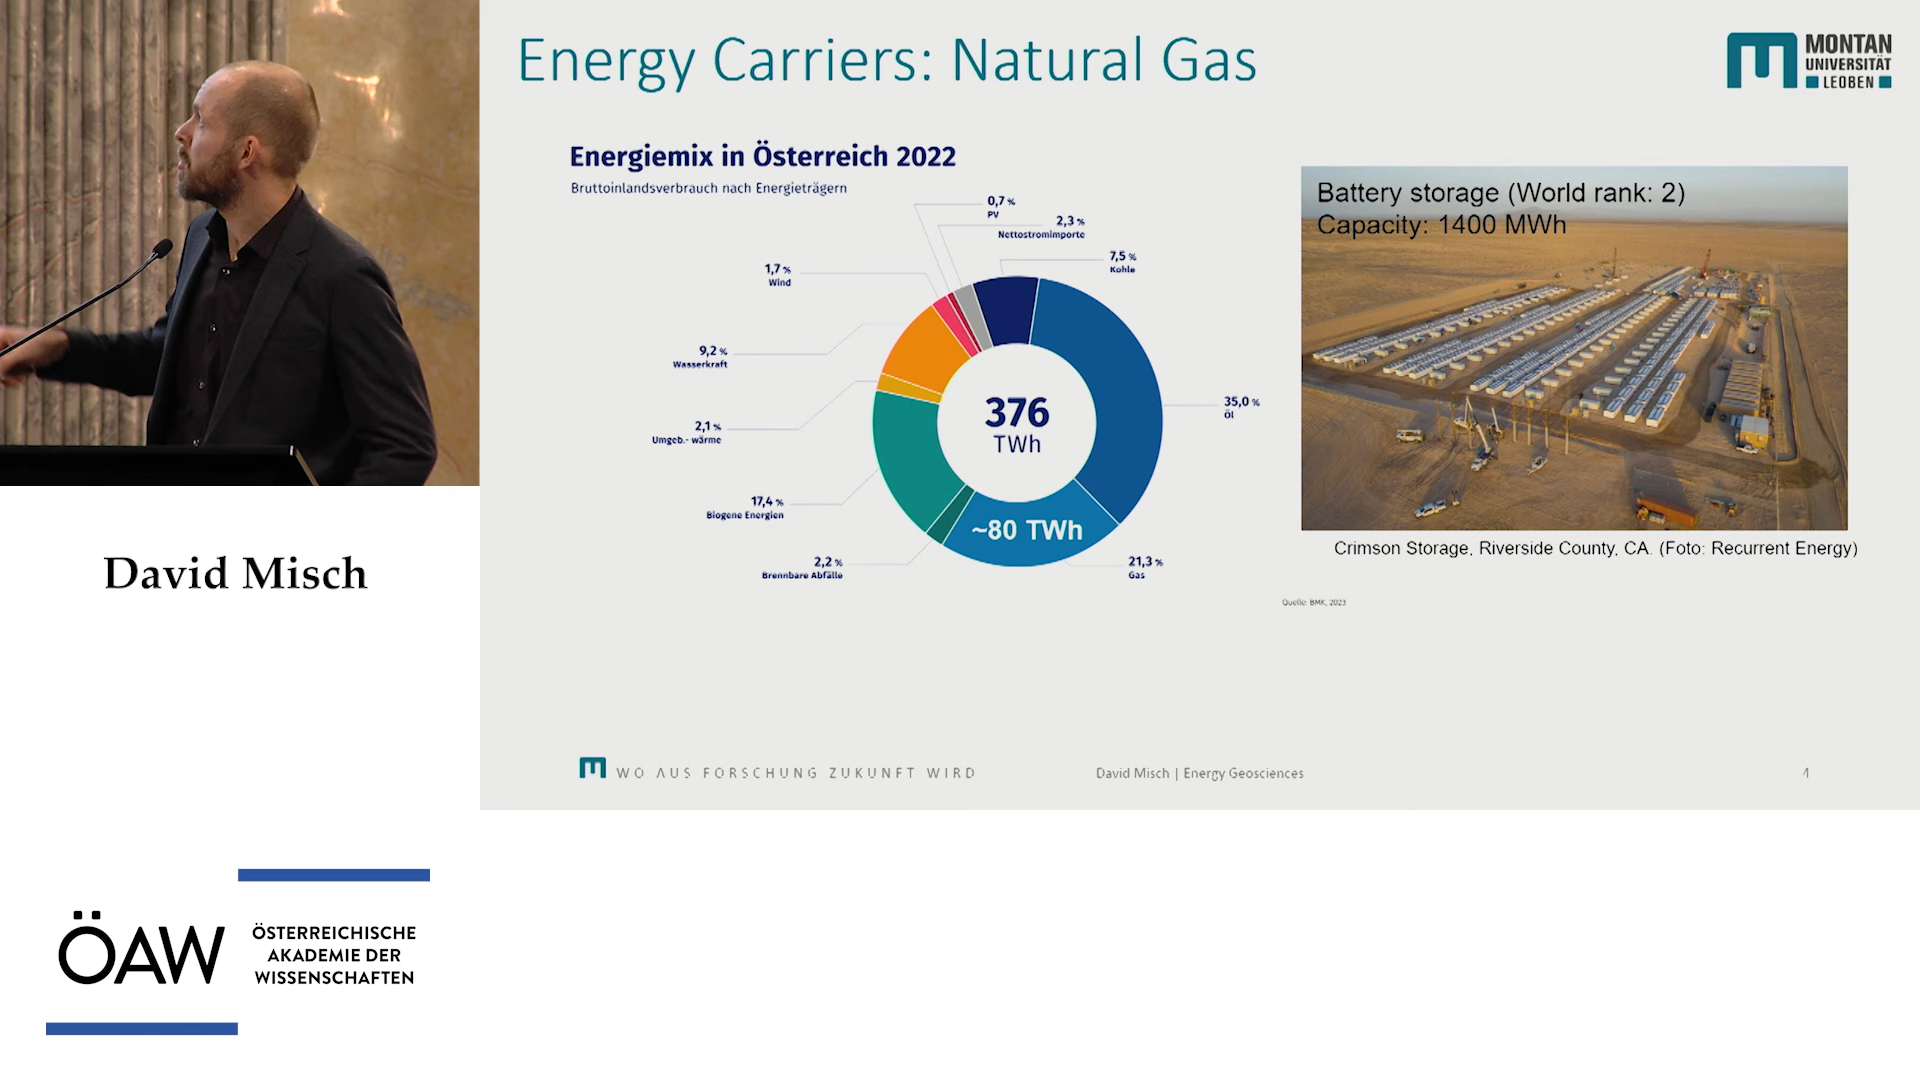 Energy Carriers: Natural Gas
MONTAN
UNIVERSITÄT
LEOBEN
Energiemix in Österreich 2022
Bruttoinlandsverbrauch nach Energieträgern
0,7 %
PV
2,3 %
Nettostromimporte
7,5 %
Kohle
1,7 %
Wind
9,2 %
Wasserkraft
2,1 %
Umgeb.- wärme
17,4 %
Biogene Energien
2,2 %
Brennbare Abfälle
376
TWh
~80 TWh
35,0 %
Öl
21,3 %
Gas
Battery storage (World rank: 2)
Capacity: 1400 MWh
Crimson Storage, Riverside County, CA. (Foto: Recurrent Energy)
Quelle: BMK, 2023
WO AUS FORSCHUNG ZUKUNFT WIRD
David Misch | Energy Geosciences
4
David Misch
ÖAW
ÖSTERREICHISCHE
AKADEMIE DER
WISSENSCHAFTEN